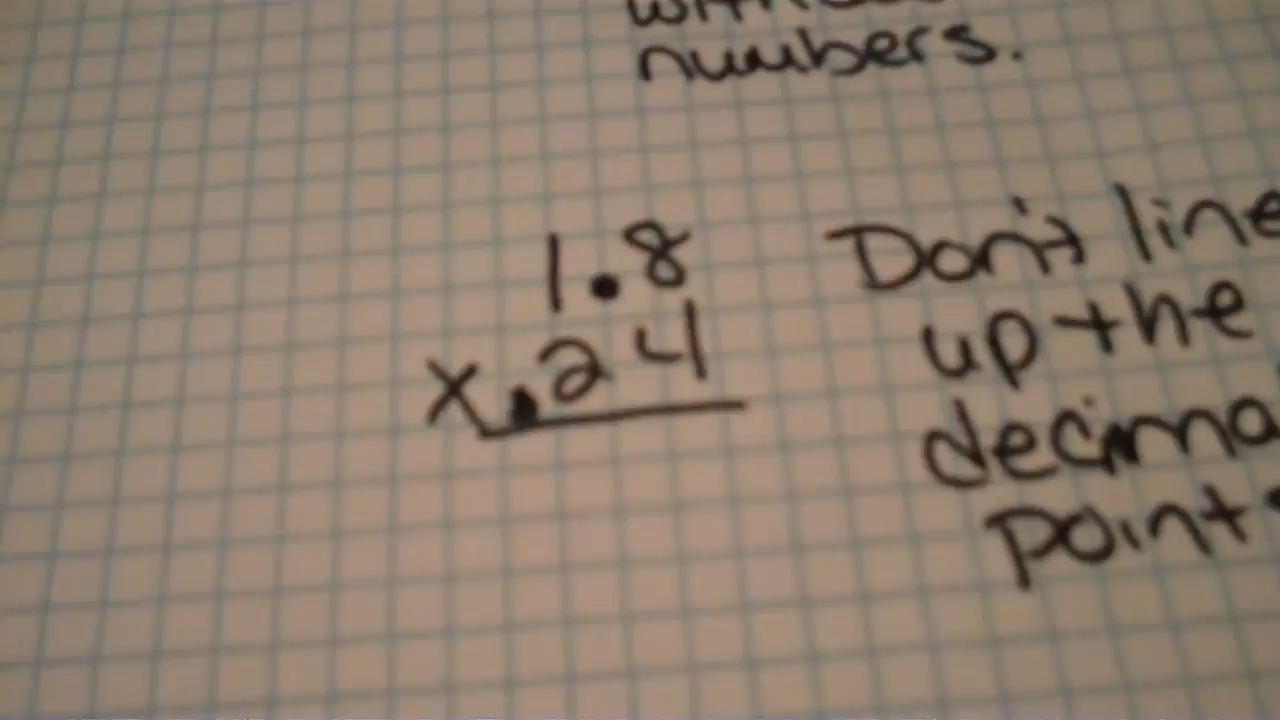 numbers.
1.8
x.24
Don't line
up the
decima
point